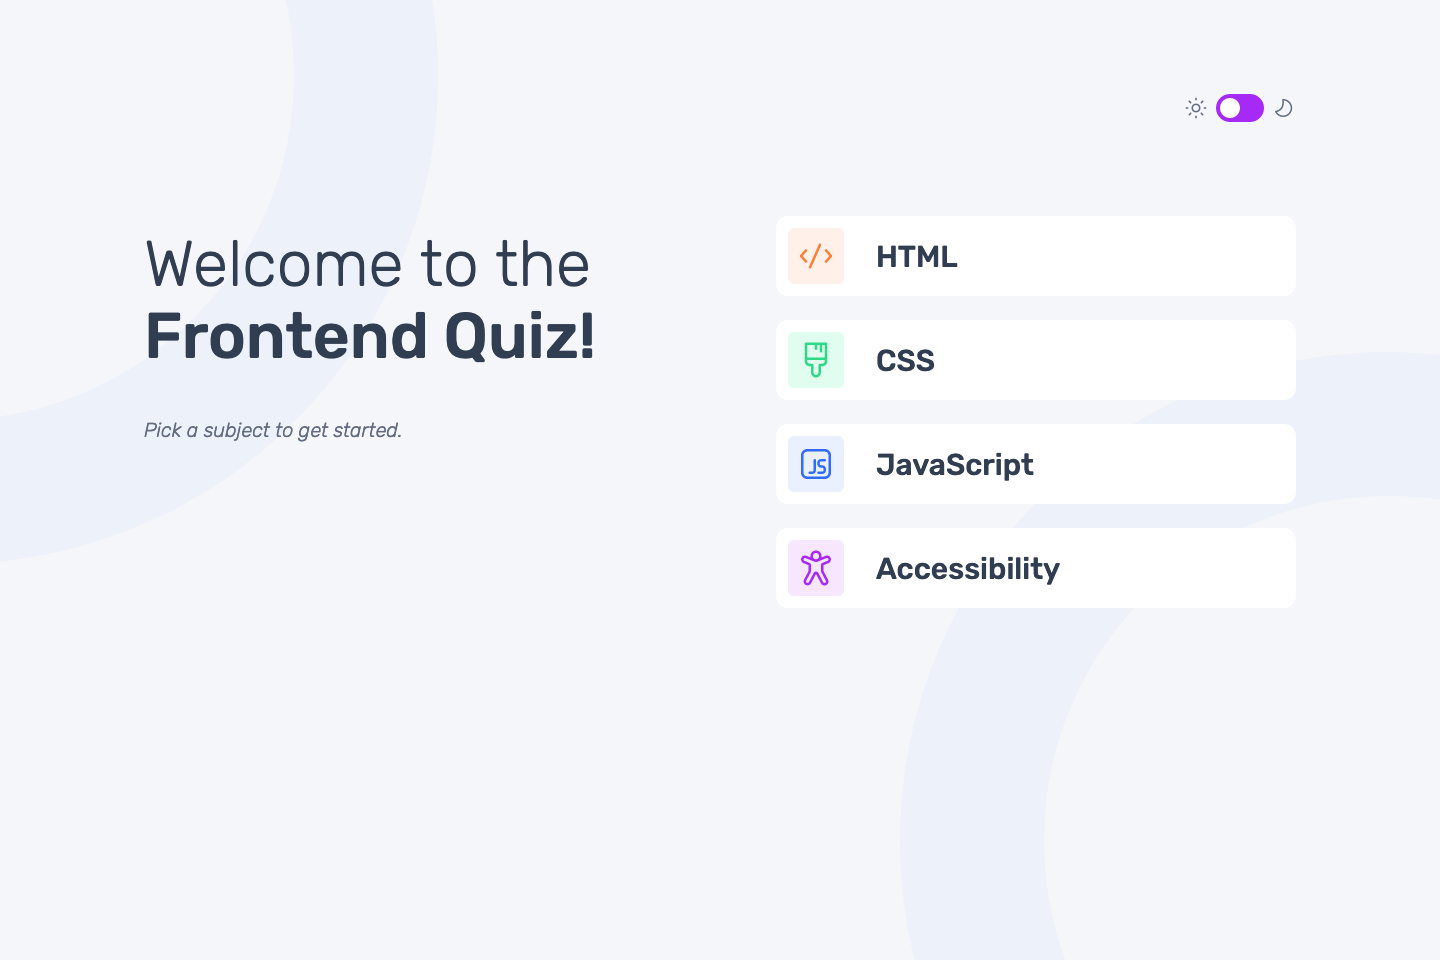 Welcome to the
Frontend Quiz!
Pick a subject to get started.
HTML
CSS
JS
JavaScript
Accessibility